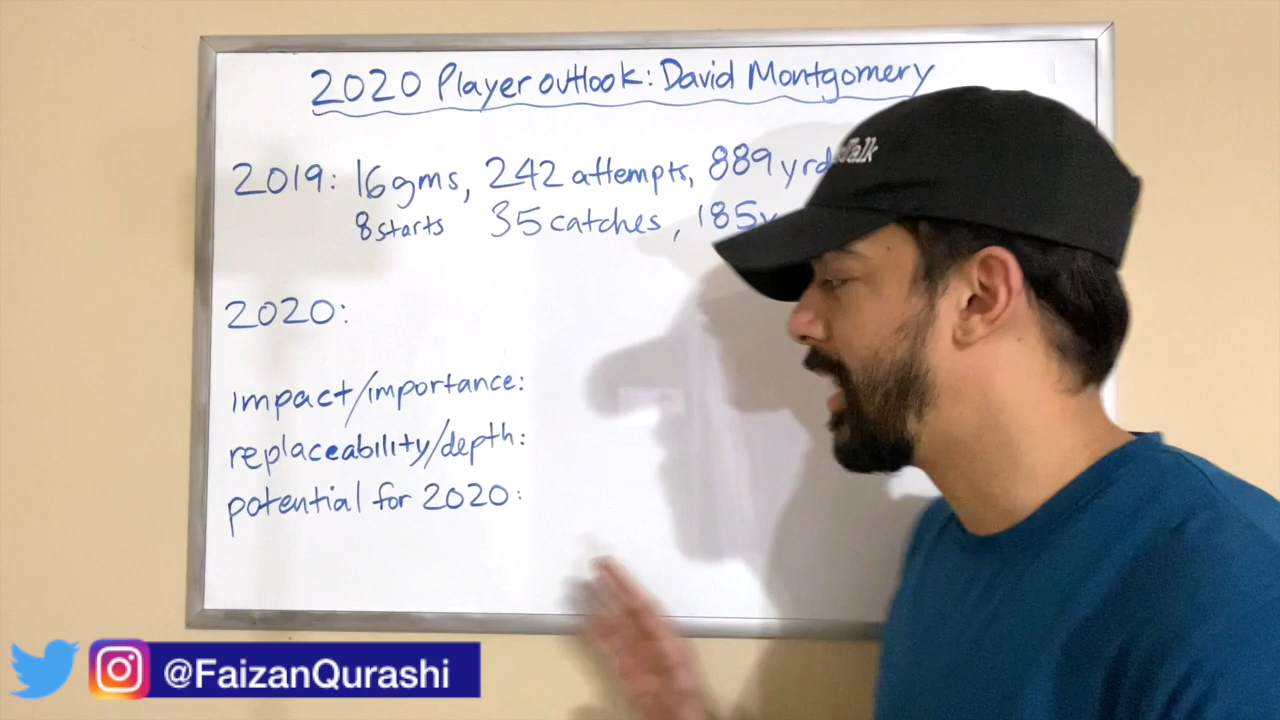 2020 Player outlook: David Montgomery
2019: 16 gms, 242 attempts, 889 yrd
8 starts 35 catches, 185 y
2020:
impact/importance:
replaceability/depth:
potential for 2020:
Talk
@FaizanQurashi